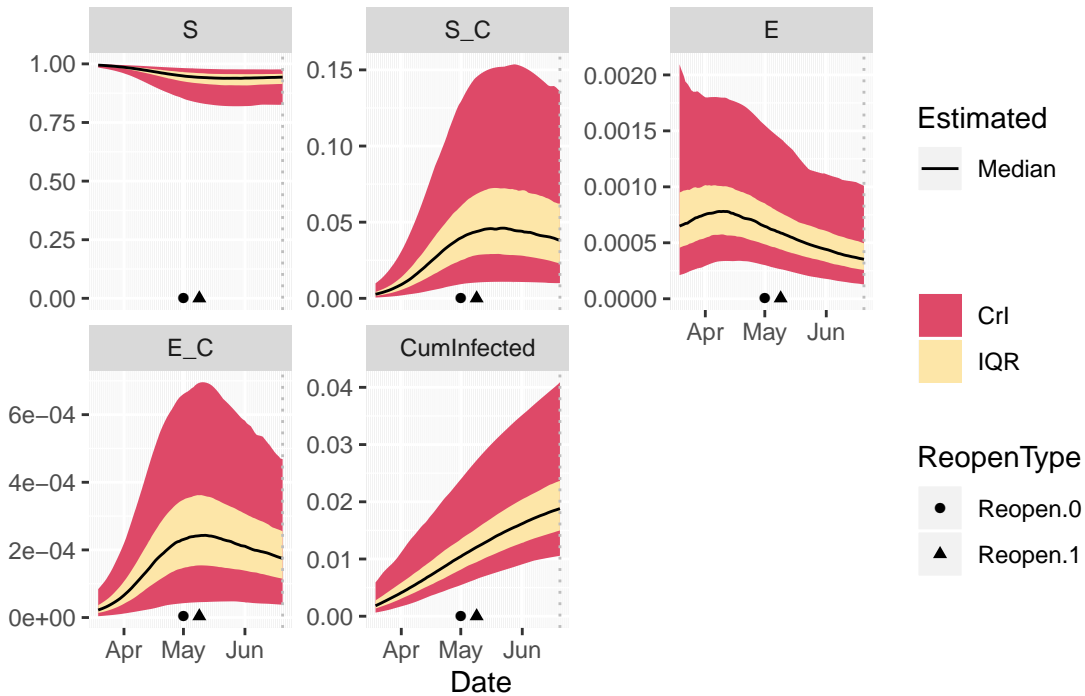 S
S_C
E
1.00
0.75
0.50
0.25
0.00
0.15
0.10
0.05
0.00
0.0020
0.0015
0.0010
0.0005
0.0000
Apr May Jun
E_C
CumInfected
6e−04
4e−04
2e−04
0e+00
Apr May Jun
0.04
0.03
0.02
0.01
0.00
Apr May Jun
Date
Estimated
Median
CrI
IQR
ReopenType
Reopen.0
Reopen.1